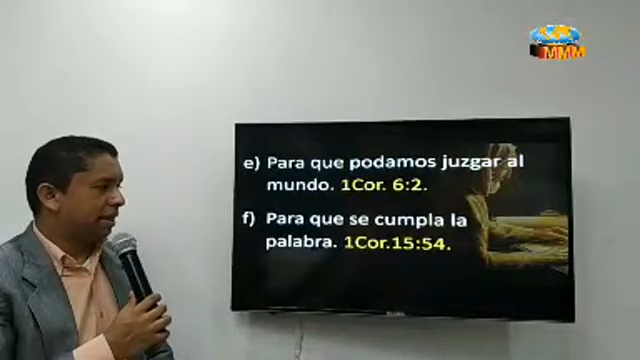 MMM
e) Para que podamos juzgar al
mundo. 1Cor. 6:2.
f) Para que se cumpla la
palabra. 1Cor.15:54.